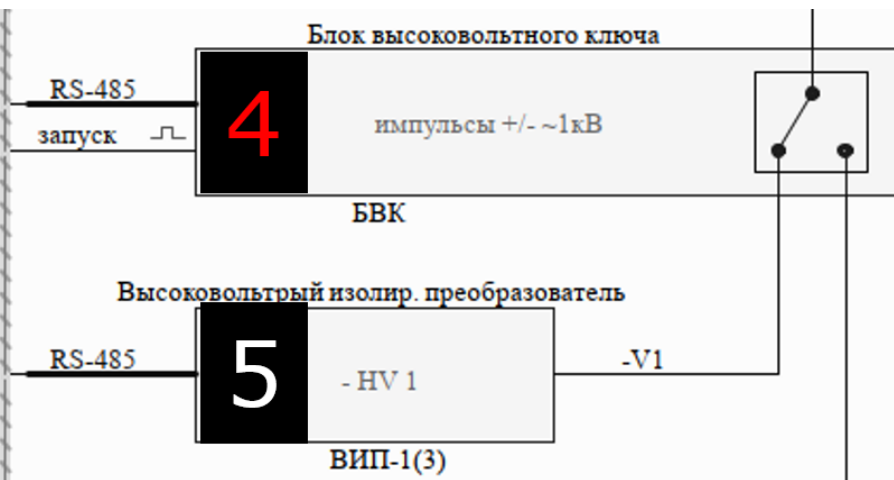 Блок высоковольтного ключа
RS-485
4
импульсы +/- ~1кВ
запуск
БВК
Высоковольтрый изолир. преобразователь
RS-485
5
- HV 1
-V1
ВИП-1(3)